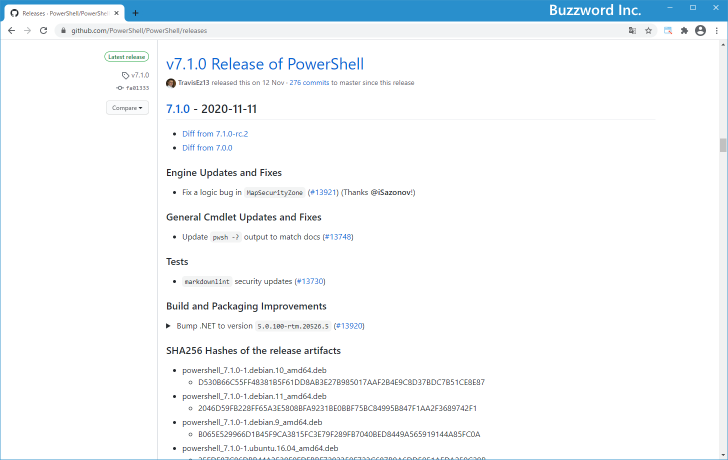 Releases · PowerShell/PowerShell
Buzzword Inc.
github.com/PowerShell/PowerShell/releases
Latest release
v7.1.0
fa01333
Compare
v7.1.0 Release of PowerShell
TravisEz13 released this on 12 Nov · 276 commits to master since this release
7.1.0 - 2020-11-11
Diff from 7.1.0-rc.2
Diff from 7.0.0
Engine Updates and Fixes
Fix a logic bug in MapSecurityZone (#13921) (Thanks @iSazonov!)
General Cmdlet Updates and Fixes
Update pwsh -? output to match docs (#13748)
Tests
markdownlint security updates (#13730)
Build and Packaging Improvements
Bump .NET to version 5.0.100-rtm.20526.5 (#13920)
SHA256 Hashes of the release artifacts
powershell_7.1.0-1.debian.10_amd64.deb
D530B66C55FF48381B5F61DD8AB3E27B985017AAF2B4E9C8D37BDC7B51CE8E87
powershell_7.1.0-1.debian.11_amd64.deb
2046D59FB228FF65A3E5808BFA9231BE0BBF75BC84995B847F1AA2F3689742F1
powershell_7.1.0-1.debian.9_amd64.deb
B065E529966D1B45F9CA3815FC3E79F289FB7040BED8449A565919144A85FC0A
powershell_7.1.0-1.ubuntu.16.04_amd64.deb